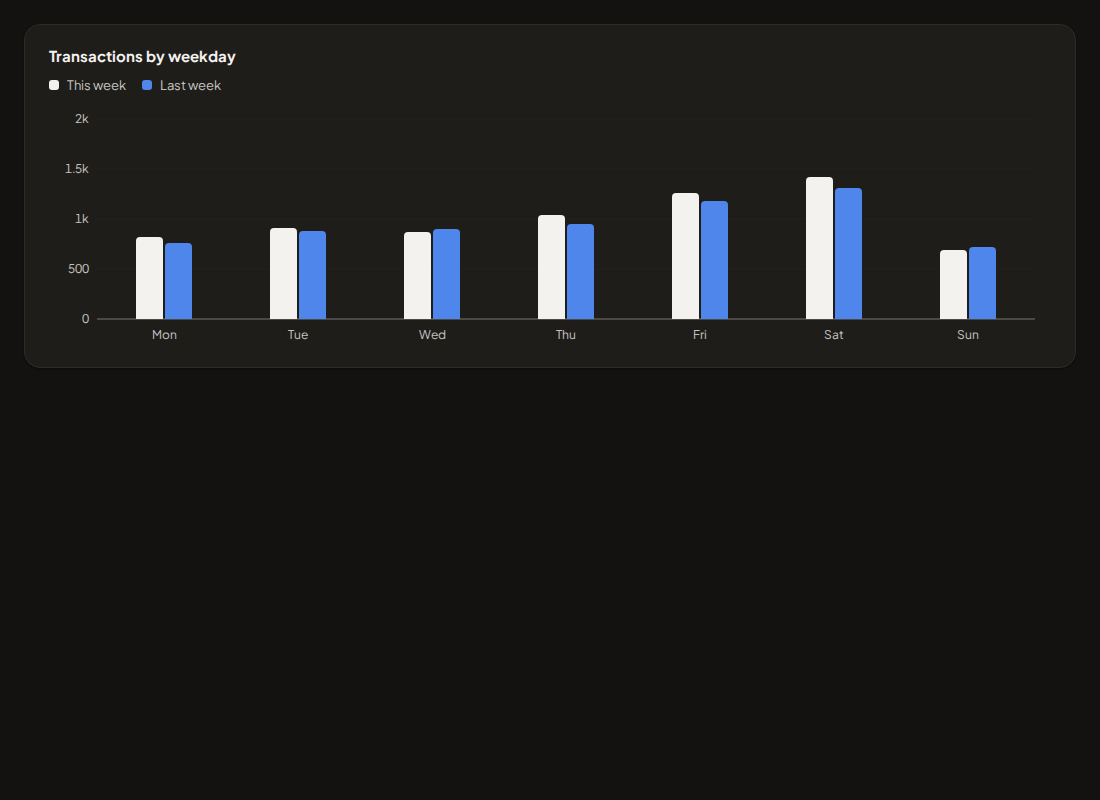 Transactions by weekday
This week Last week
2k
1.5k
1k
500
0
Mon Tue Wed Thu Fri Sat Sun